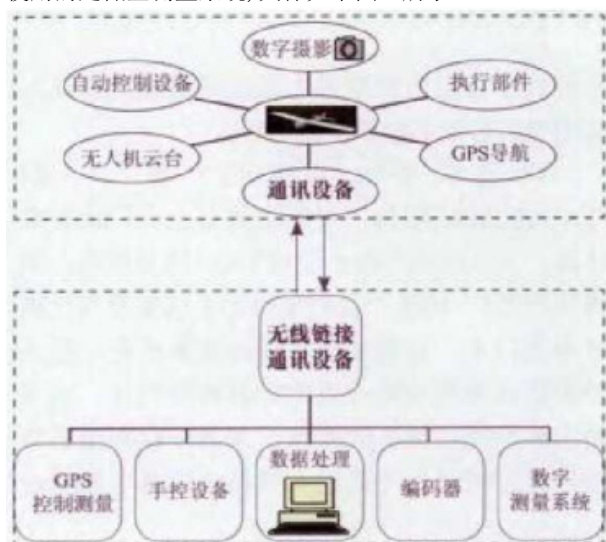 数字摄影
自动控制设备
执行部件
无人机云台
GPS导航
通讯设备
无线链接
通讯设备
GPS
控制测量
手控设备
数据处理
编码器
数字
测量系统